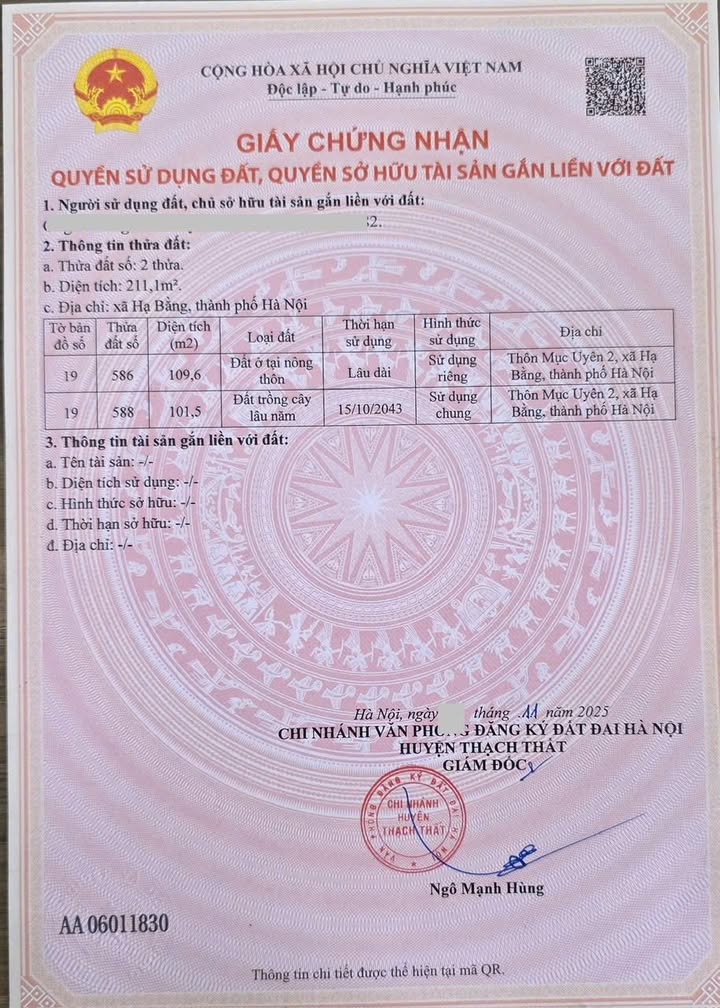 CỘNG HÒA XÃ HỘI CHỦ NGHĨA VIỆT NAM
Độc lập - Tự do - Hạnh phúc
GIẤY CHỨNG NHẬN
QUYỀN SỬ DỤNG ĐẤT, QUYỀN SỞ HỮU TÀI SẢN GẮN LIỀN VỚI ĐẤT
1. Người sử dụng đất, chủ sở hữu tài sản gắn liền với đất:
2.
2. Thông tin thửa đất:
a. Thửa đất số: 2 thửa.
b. Diện tích: 211,1m².
c. Địa chỉ: xã Hạ Bằng, thành phố Hà Nội
Tờ bản đồ số | Thửa đất số | Diện tích (m2) | Loại đất | Thời hạn sử dụng | Hình thức sử dụng | Địa chỉ
19 | 586 | 109,6 | Đất ở tại nông thôn | Lâu dài | Sử dụng riêng | Thôn Mục Uyên 2, xã Hạ Bằng, thành phố Hà Nội
19 | 588 | 101,5 | Đất trồng cây lâu năm | 15/10/2043 | Sử dụng chung | Thôn Mục Uyên 2, xã Hạ Bằng, thành phố Hà Nội
3. Thông tin tài sản gắn liền với đất:
a. Tên tài sản: -/-
b. Diện tích sử dụng: -/-
c. Hình thức sở hữu: -/-
d. Thời hạn sở hữu: -/-
đ. Địa chỉ: -/-
Hà Nội, ngày tháng .11 năm 2025
CHI NHÁNH VĂN PHÒNG ĐĂNG KÝ ĐẤT ĐAI HÀ NỘI
HUYỆN THẠCH THẤT
GIÁM ĐỐC
VĂN PHÒNG ĐĂNG KÝ ĐẤT ĐAI HÀ NỘI
CHI NHÁNH
HUYỆN
THẠCH THẤT
Ngô Mạnh Hùng
AA 06011830
Thông tin chi tiết được thể hiện tại mã QR.